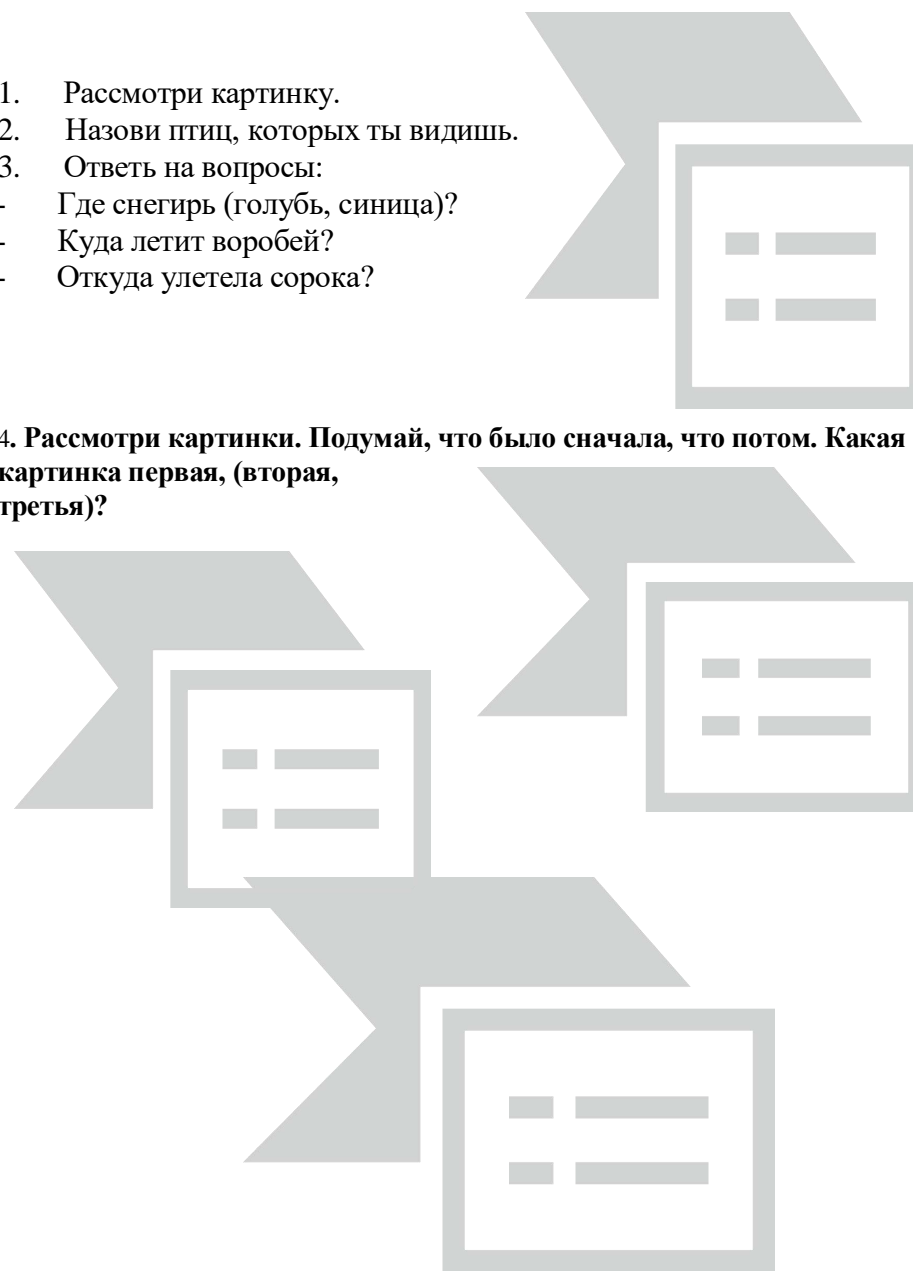 1. Рассмотри картинку.
2. Назови птиц, которых ты видишь.
3. Ответь на вопросы:
- Где снегирь (голубь, синица)?
- Куда летит воробей?
- Откуда улетела сорока?
4. Рассмотри картинки. Подумай, что было сначала, что потом. Какая
картинка первая, (вторая,
третья)?